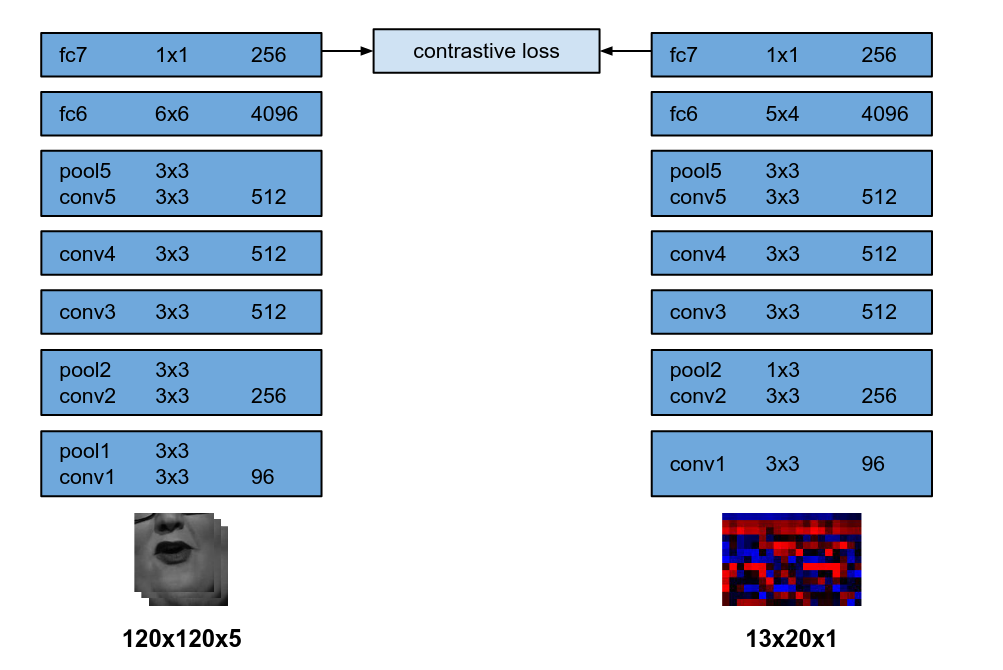 fc7 1x1 256
contrastive loss
fc7 1x1 256
fc6 6x6 4096
fc6 5x4 4096
pool5 3x3
conv5 3x3 512
pool5 3x3
conv5 3x3 512
conv4 3x3 512
conv4 3x3 512
conv3 3x3 512
conv3 3x3 512
pool2 3x3
conv2 3x3 256
pool2 1x3
conv2 3x3 256
pool1 3x3
conv1 3x3 96
conv1 3x3 96
120x120x5
13x20x1